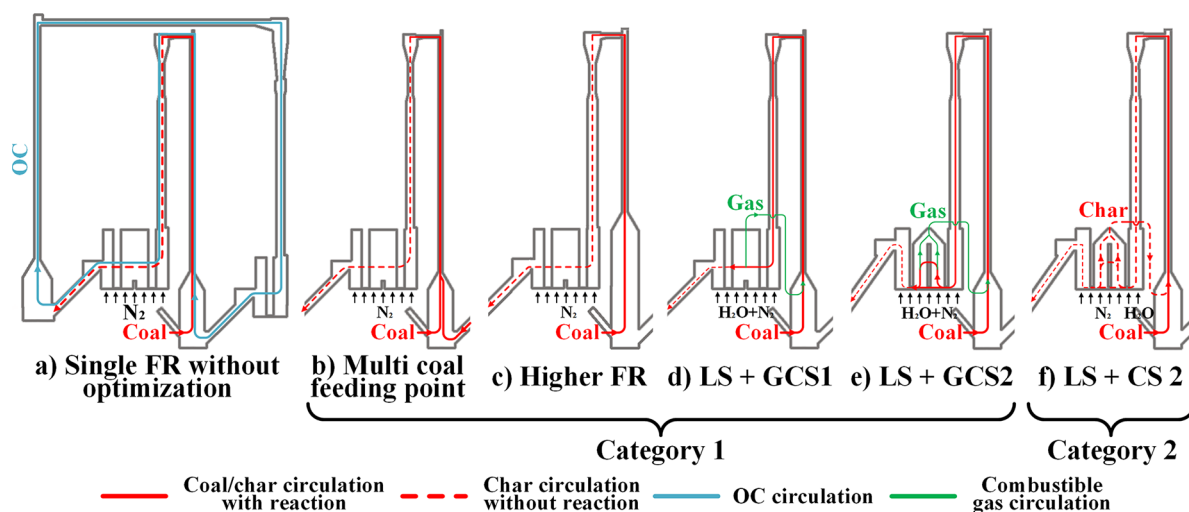 OC
Gas
Gas
Char
N₂
N₂
N₂
H₂O+N₂
H₂O+N₂
N₂
H₂O
Coal
Coal
Coal
Coal
Coal
Coal
a) Single FR without
optimization
b) Multi coal
feeding point
c) Higher FR
d) LS + GCS1
e) LS + GCS2
f) LS + CS 2
Category 1
Category 2
Coal/char circulation
with reaction
Char circulation
without reaction
OC circulation
Combustible
gas circulation